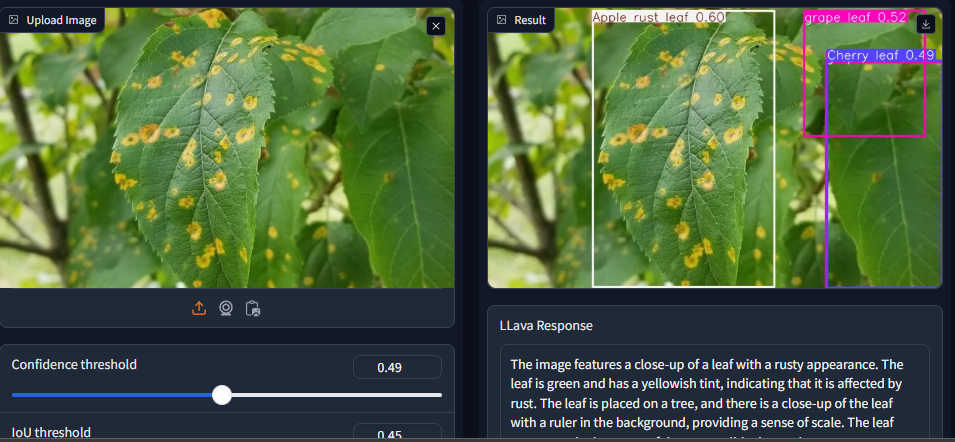 Upload Image
Result
Apple rust leaf 0.60
grape leaf 0.52
Cherry leaf 0.49
Confidence threshold
0.49
IoU threshold
0.45
LLava Response
The image features a close-up of a leaf with a rusty appearance. The
leaf is green and has a yellowish tint, indicating that it is affected by
rust. The leaf is placed on a tree, and there is a close-up of the leaf
with a ruler in the background, providing a sense of scale. The leaf